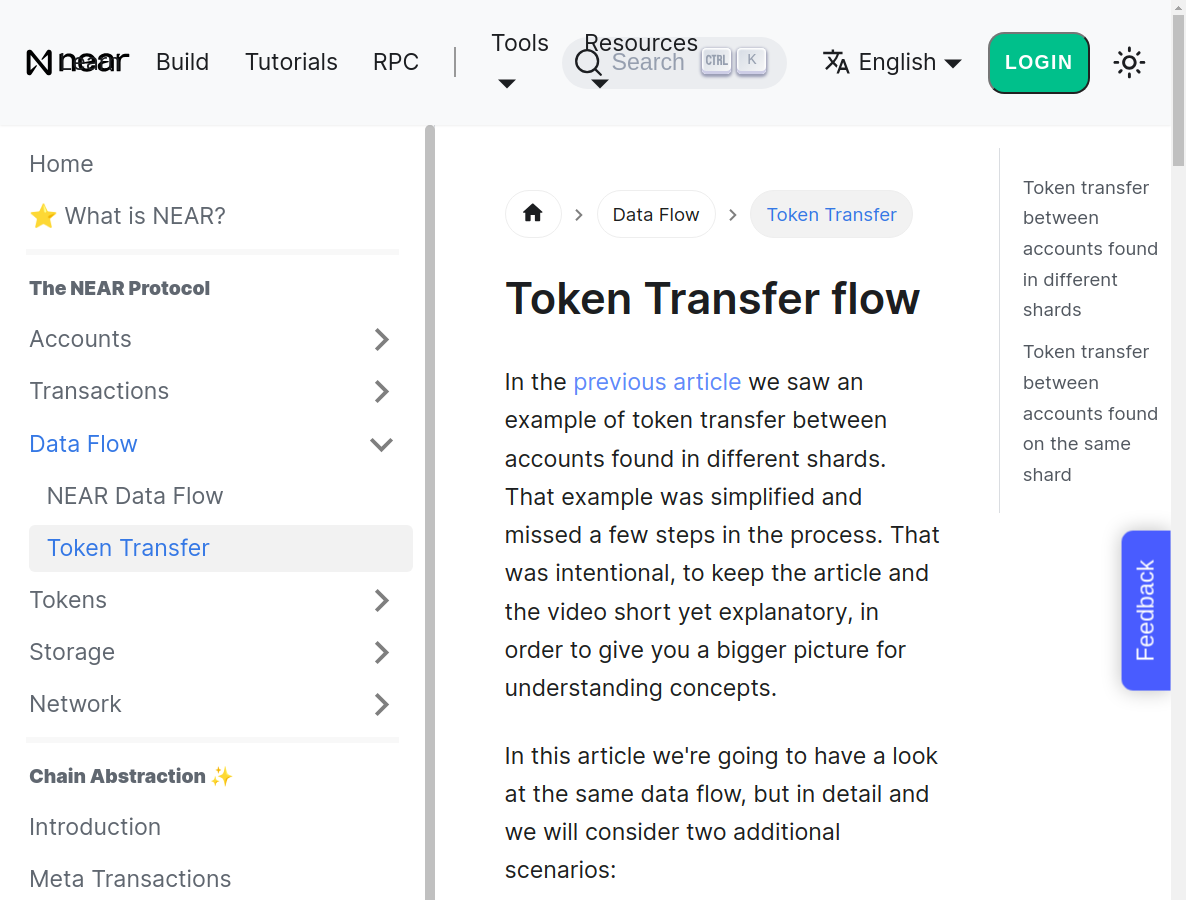 near
Learn
Build
Tutorials
RPC
Tools
Resources
Search
CTRL
K
English
LOGIN
Home
⭐ What is NEAR?
The NEAR Protocol
Accounts
Transactions
Data Flow
NEAR Data Flow
Token Transfer
Tokens
Storage
Network
Chain Abstraction ✨
Introduction
Meta Transactions
Data Flow
Token Transfer
Token Transfer flow
In the previous article we saw an
example of token transfer between
accounts found in different shards.
That example was simplified and
missed a few steps in the process. That
was intentional, to keep the article and
the video short yet explanatory, in
order to give you a bigger picture for
understanding concepts.
In this article we're going to have a look
at the same data flow, but in detail and
we will consider two additional
scenarios:
Token transfer
between
accounts found
in different
shards
Token transfer
between
accounts found
on the same
shard
Feedback